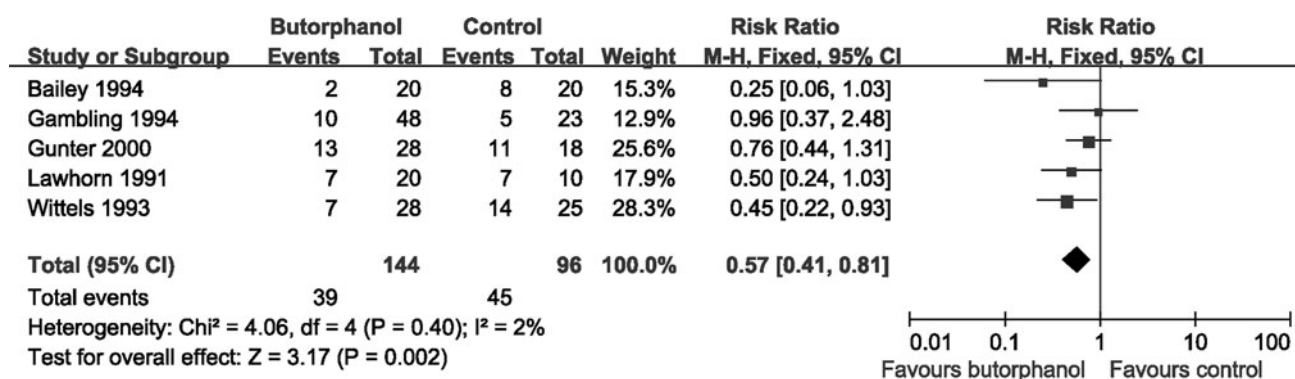 Butorphanol Control Risk Ratio Risk Ratio
Study or Subgroup Events Total Events Total Weight M-H, Fixed, 95% CI M-H, Fixed, 95% CI
Bailey 1994 2 20 8 20 15.3% 0.25 [0.06, 1.03]
Gambling 1994 10 48 5 23 12.9% 0.96 [0.37, 2.48]
Gunter 2000 13 28 11 18 25.6% 0.76 [0.44, 1.31]
Lawhorn 1991 7 20 7 10 17.9% 0.50 [0.24, 1.03]
Wittels 1993 7 28 14 25 28.3% 0.45 [0.22, 0.93]
Total (95% CI) 144 96 100.0% 0.57 [0.41, 0.81]
Total events 39 45
Heterogeneity: Chi² = 4.06, df = 4 (P = 0.40); I² = 2%
Test for overall effect: Z = 3.17 (P = 0.002)
0.01 0.1 1 10 100
Favours butorphanol Favours control